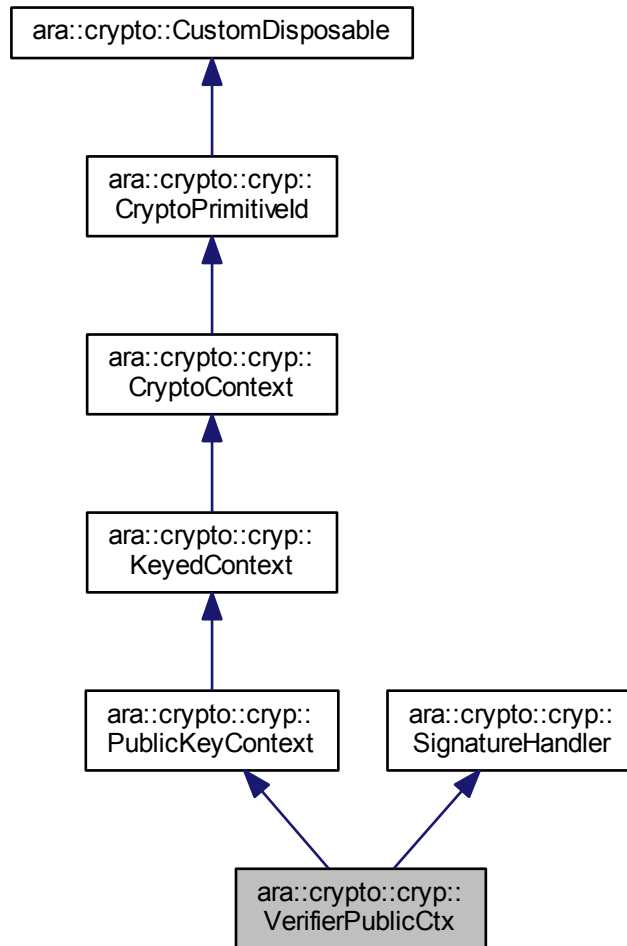 ara::crypto::CustomDisposable
ara::crypto::cryp::
CryptoPrimitiveId
ara::crypto::cryp::
CryptoContext
ara::crypto::cryp::
KeyedContext
ara::crypto::cryp::
PublicKeyContext
ara::crypto::cryp::
SignatureHandler
ara::crypto::cryp::
VerifierPublicCtx